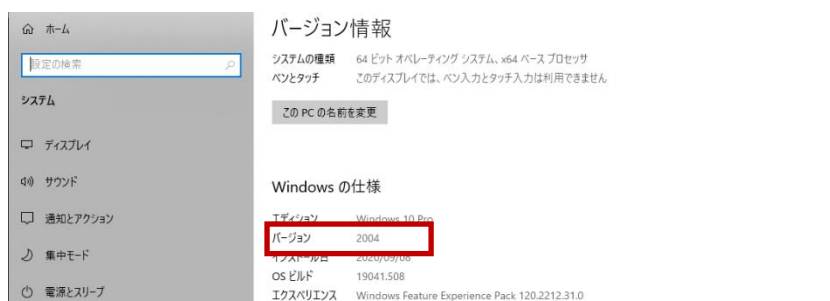 ホーム
設定の検索
システム
ディスプレイ
サウンド
通知とアクション
集中モード
電源とスリープ
バージョン情報
システムの種類 64 ビット オペレーティング システム、x64 ベース プロセッサ
ペンとタッチ このディスプレイでは、ペン入力とタッチ入力は利用できません
この PC の名前を変更
Windows の仕様
エディション Windows 10 Pro
バージョン 2004
インストール日 2020/09/08
OS ビルド 19041.508
エクスペリエンス Windows Feature Experience Pack 120.2212.31.0